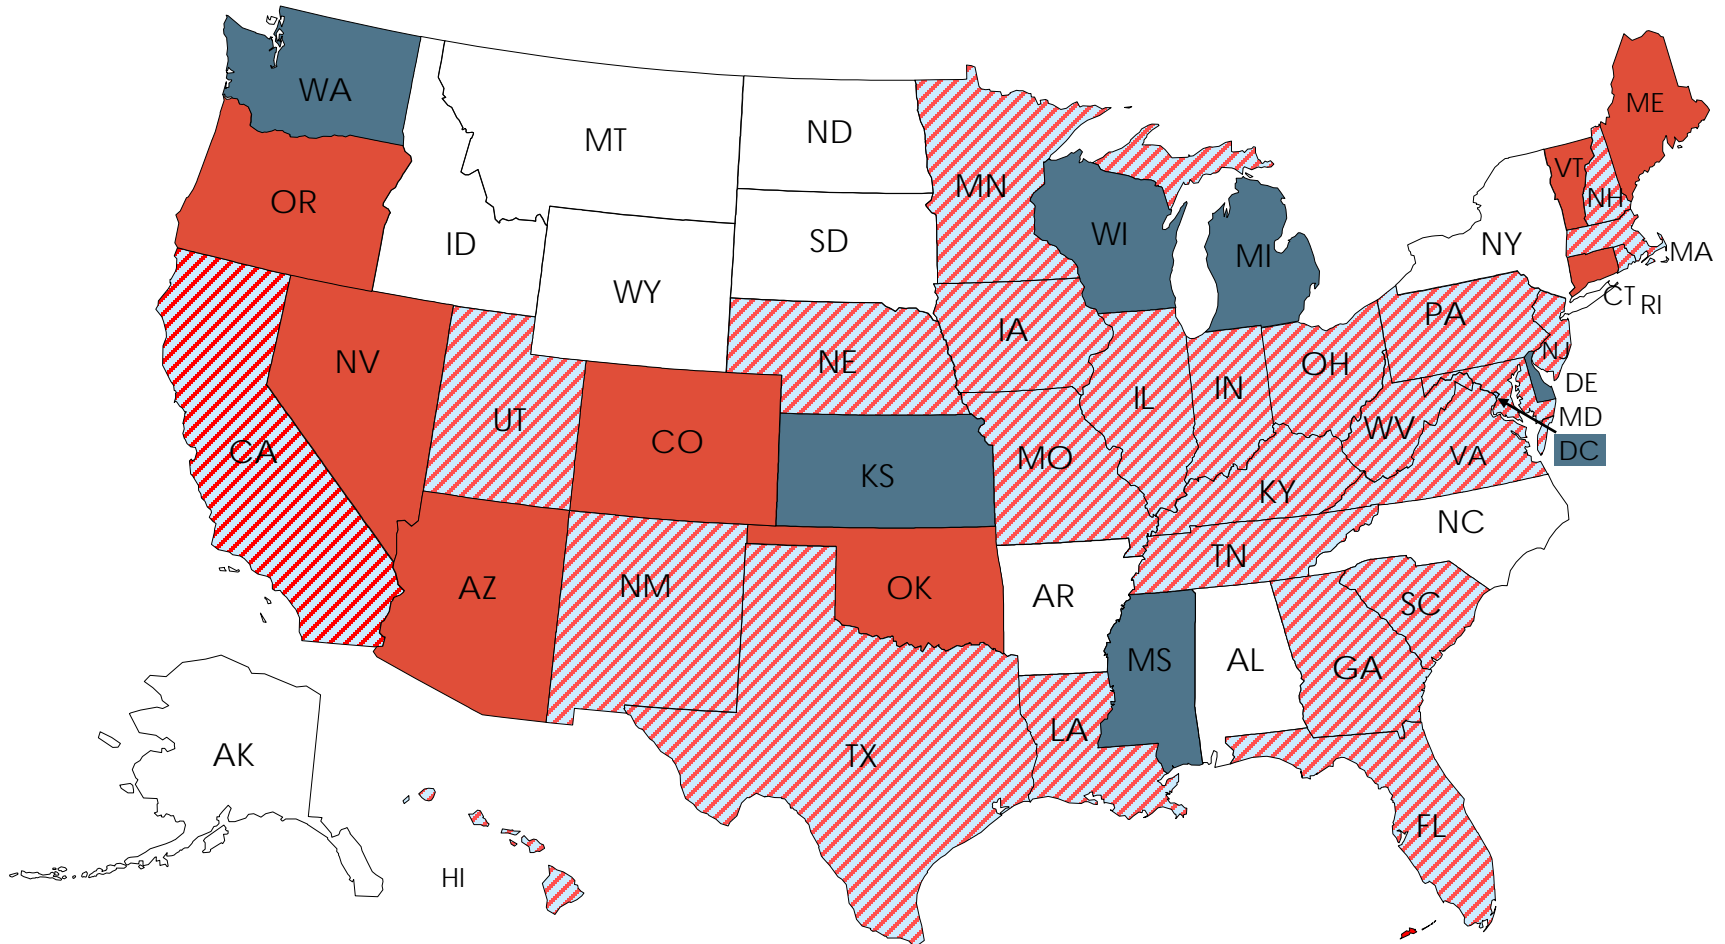 WA
ME
MT
ND
VT
MN
NH
OR
WI
SD
ID
NY
MI
MA
WY
CT
RI
PA
IA
NJ
NV
NE
OH
DE
IN
IL
MD
UT
WV
CO
CA
DC
VA
MO
KS
KY
NC
TN
NM
AZ
OK
AR
SC
MS
AL
GA
LA
AK
TX
FL
HI